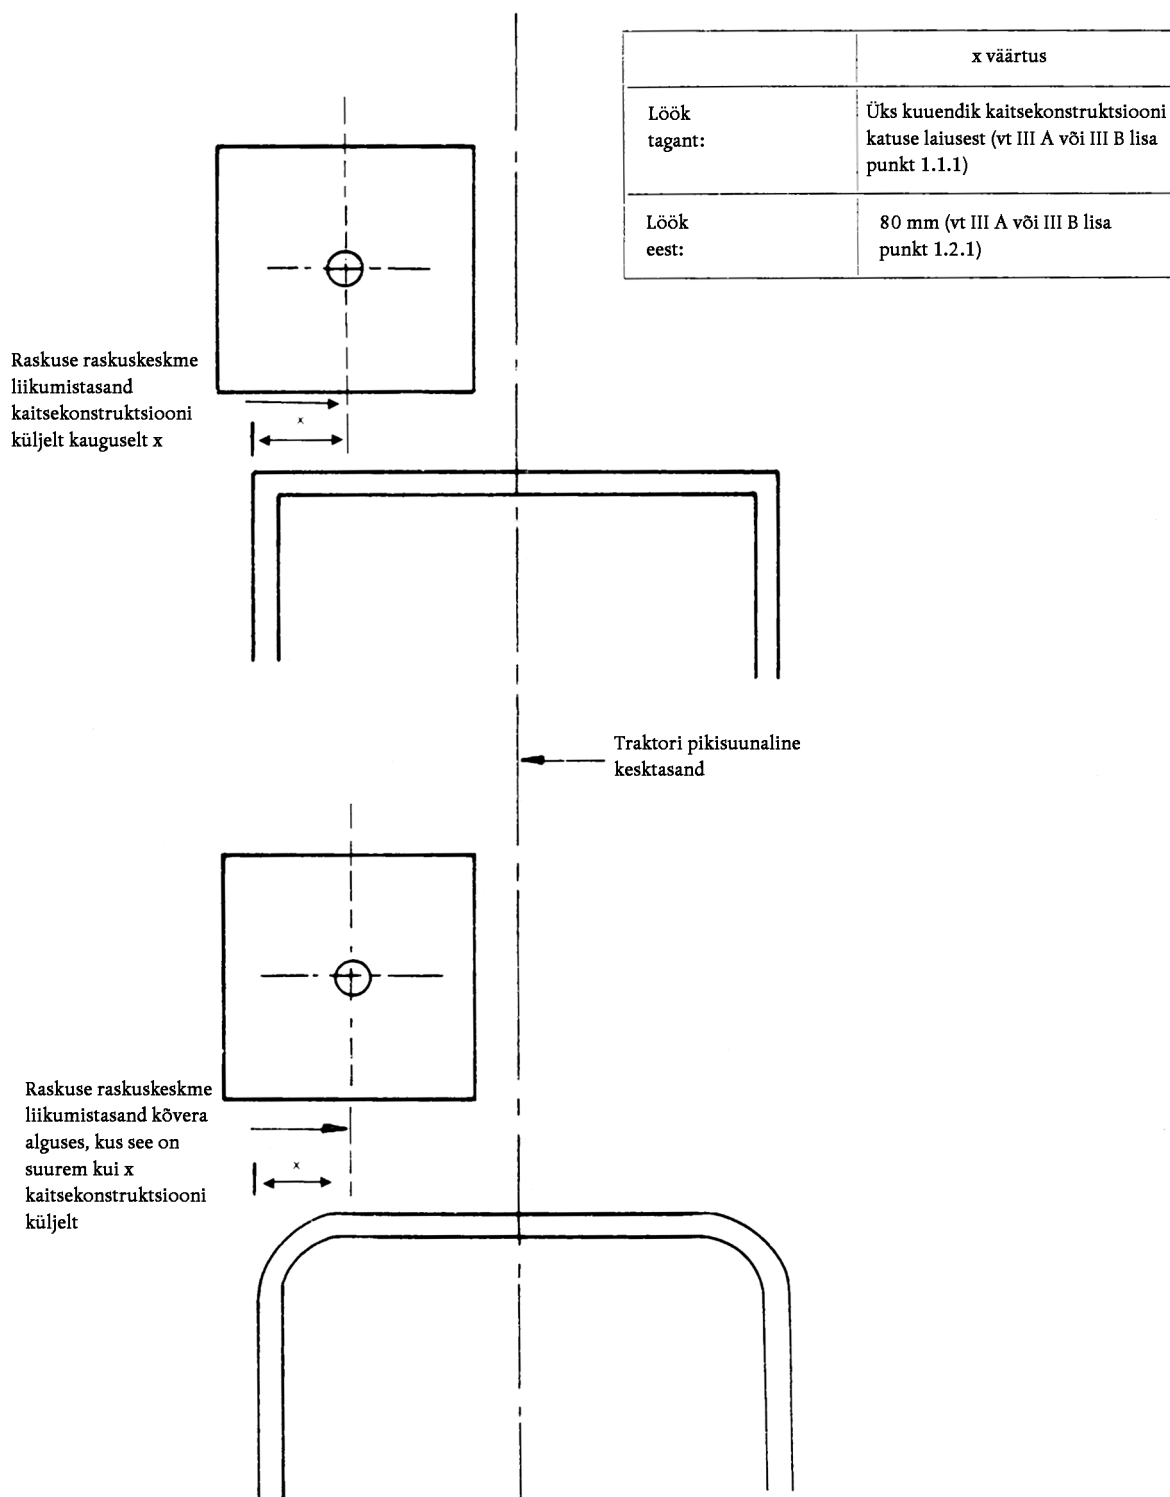 x väärtus
Löök
tagant:
Üks kuuendik kaitsekonstruktsiooni
katuse laiusest (vt III A või III B lisa
punkt 1.1.1)
Löök
eest:
80 mm (vt III A või III B lisa
punkt 1.2.1)
Raskuse raskuskeskme
liikumistasand
kaitsekonstruktsiooni
küljelt kauguselt x
x
Traktori pikisuunaline
kesktasand
Raskuse raskuskeskme
liikumistasand kõvera
alguses, kus see on
suurem kui x
kaitsekonstruktsiooni
küljelt
x